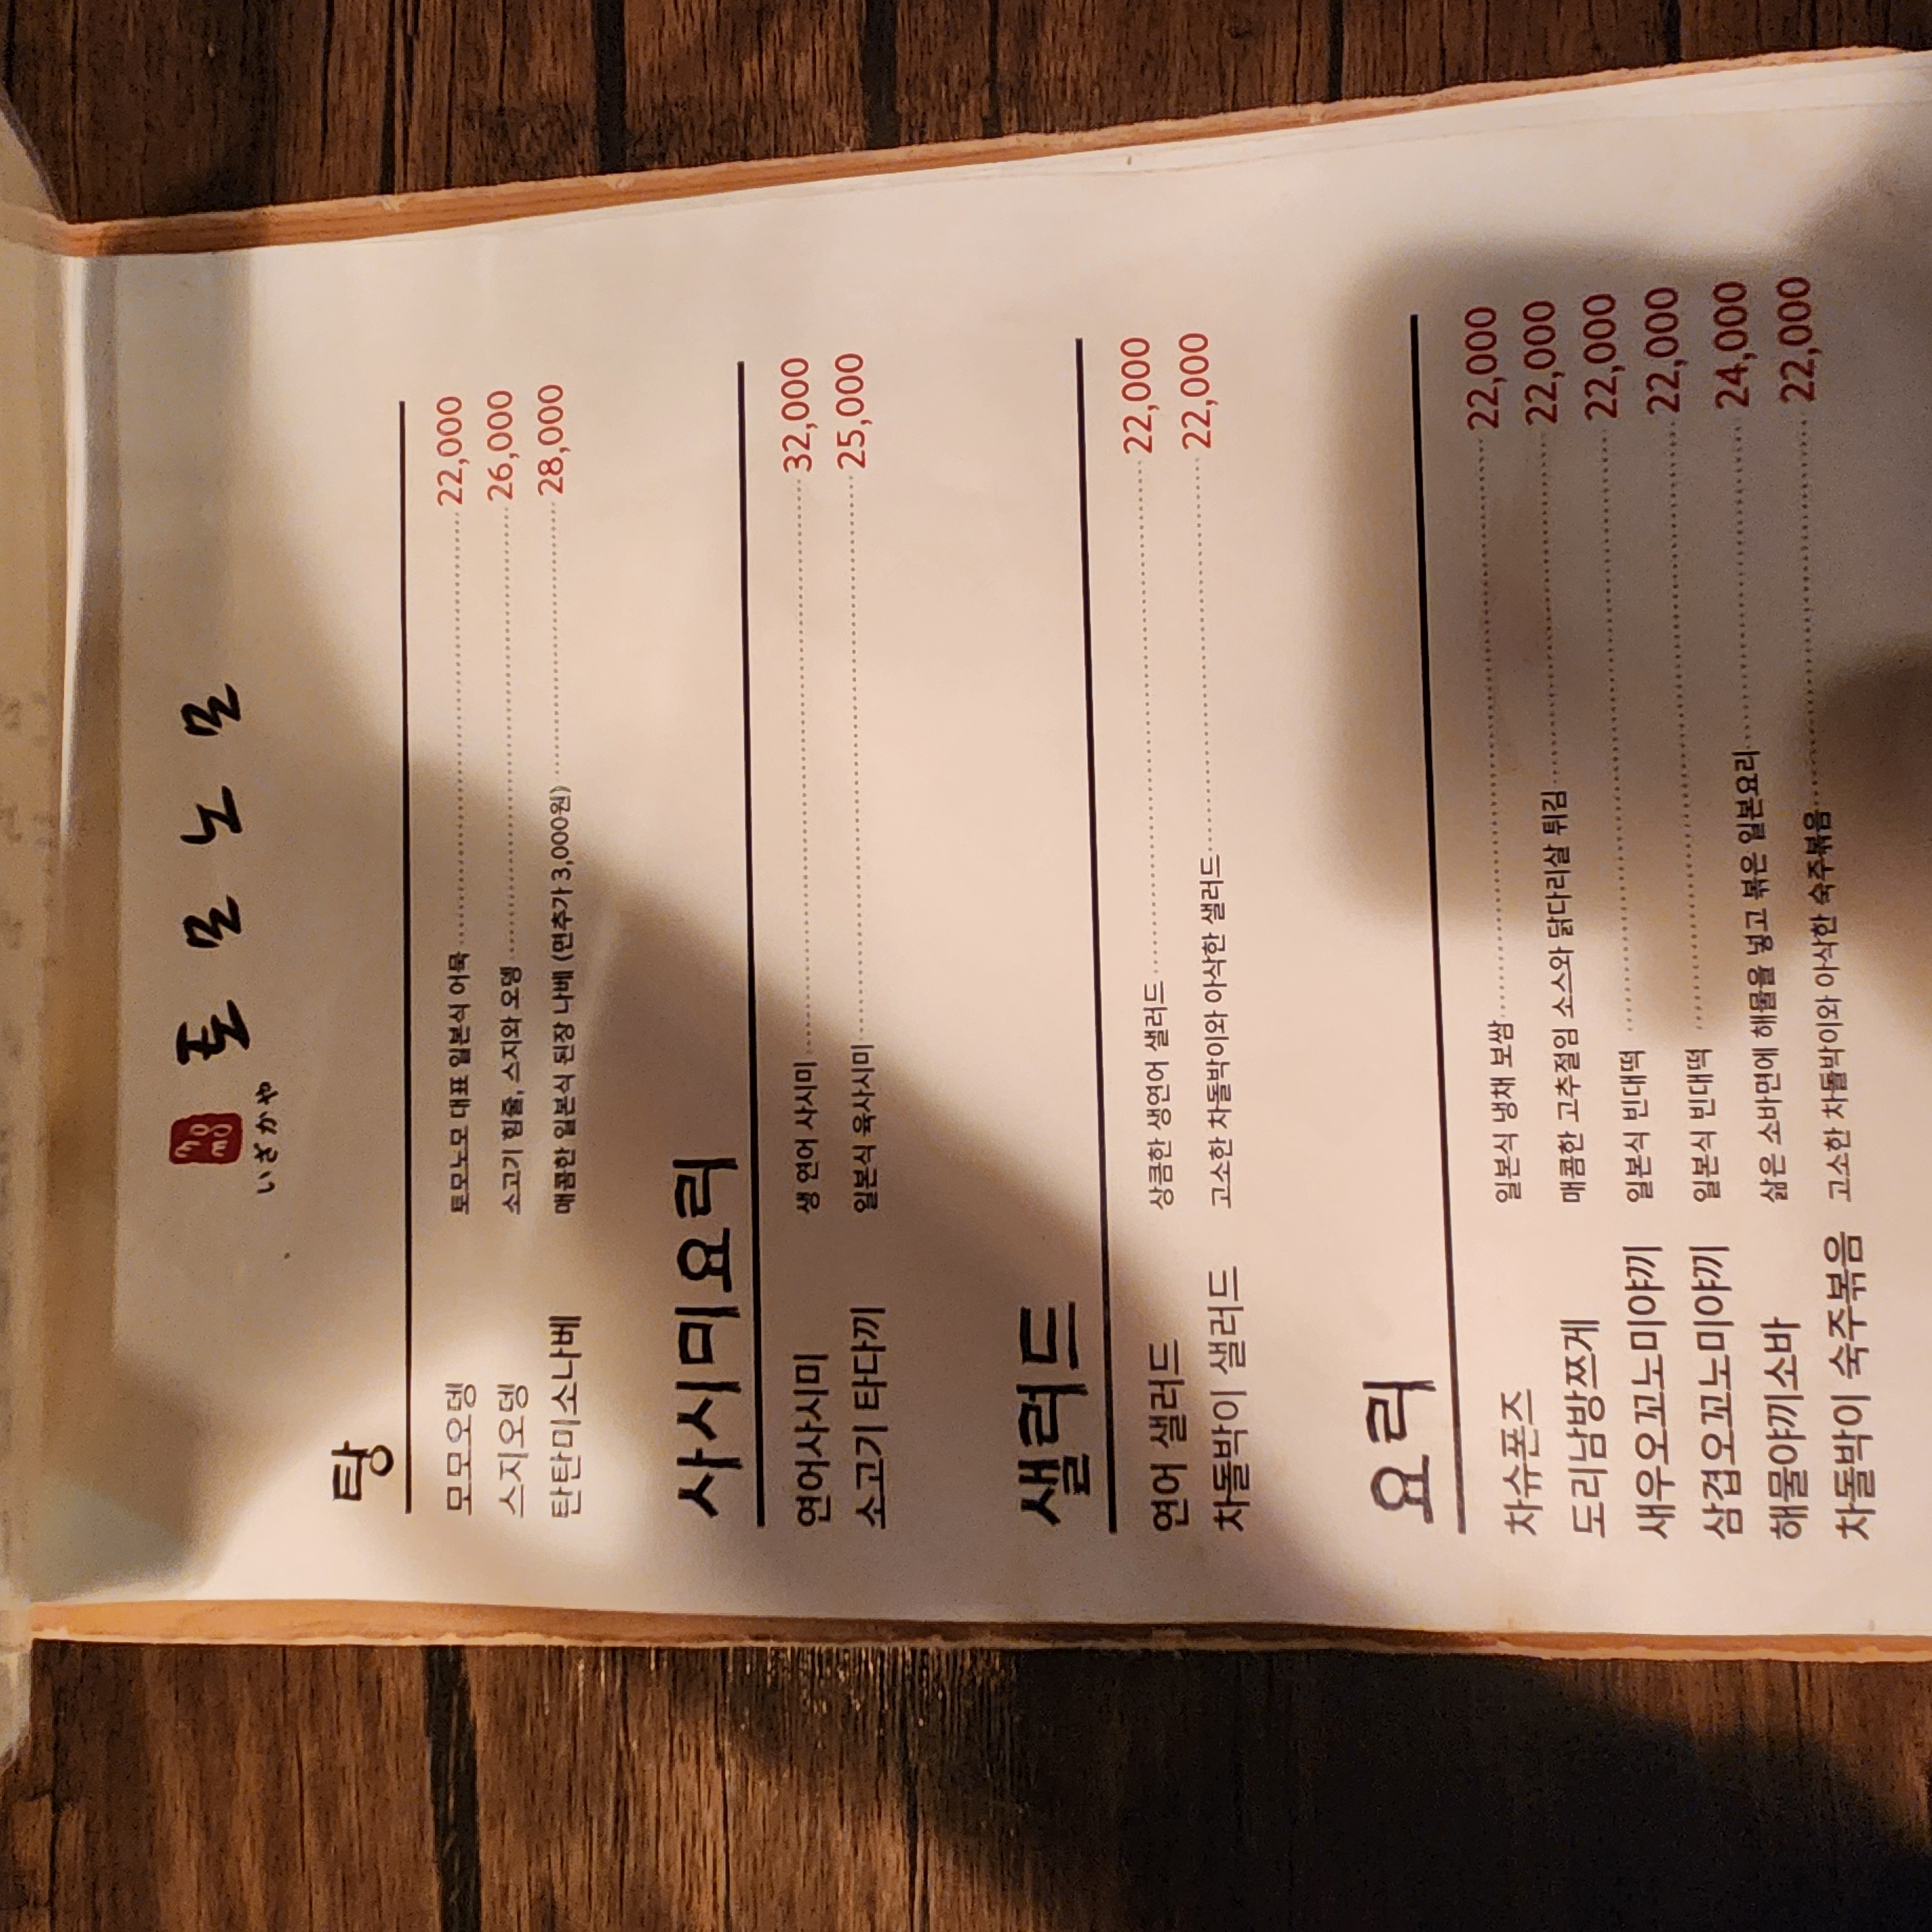 토모노모
momo
いざかや
탕
모모오뎅 토모노모 대표 일본식 어묵 22,000
스지오뎅 소고기 힘줄, 스지와 오뎅 26,000
탄탄미소나베 매콤한 일본식 된장 나베 (면추가 3,000원) 28,000
사시미요리
연어사시미 생 연어 사시미 32,000
소고기 타다끼 일본식 육사시미 25,000
샐러드
연어 샐러드 상큼한 생연어 샐러드 22,000
차돌박이 샐러드 고소한 차돌박이와 아삭한 샐러드 22,000
요리
차슈폰즈 일본식 냉채 보쌈 22,000
도리남방쯔게 매콤한 고추절임 소스와 닭다리살 튀김 22,000
새우오꼬노미야끼 일본식 빈대떡 22,000
삼겹오꼬노미야끼 일본식 빈대떡 22,000
해물야끼소바 삶은 소바면에 해물을 넣고 볶은 일본요리 24,000
차돌박이 숙주볶음 고소한 차돌박이와 아삭한 숙주볶음 22,000